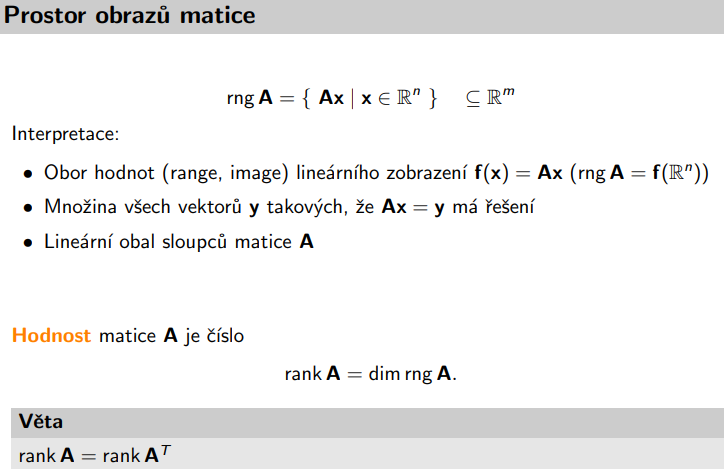 Prostor obrazů matice
rng A = { Ax | x ∈ ℝⁿ } ⊆ ℝᵐ
Interpretace:
• Obor hodnot (range, image) lineárního zobrazení f(x) = Ax (rng A = f(ℝⁿ))
• Množina všech vektorů y takových, že Ax = y má řešení
• Lineární obal sloupců matice A
Hodnost matice A je číslo
rank A = dim rng A.
Věta
rank A = rank Aᵀ